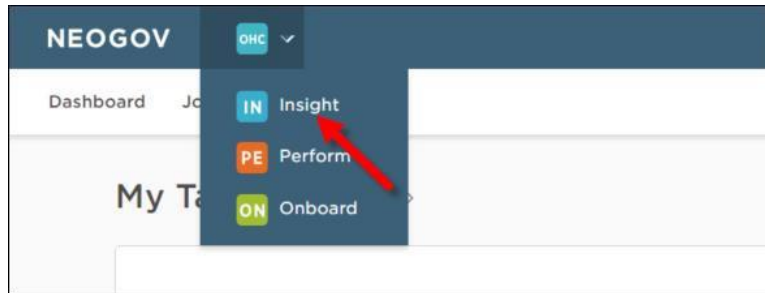 NEOGOV OHC
Dashboard Jo
IN Insight
PE Perform
My Ta
ON Onboard